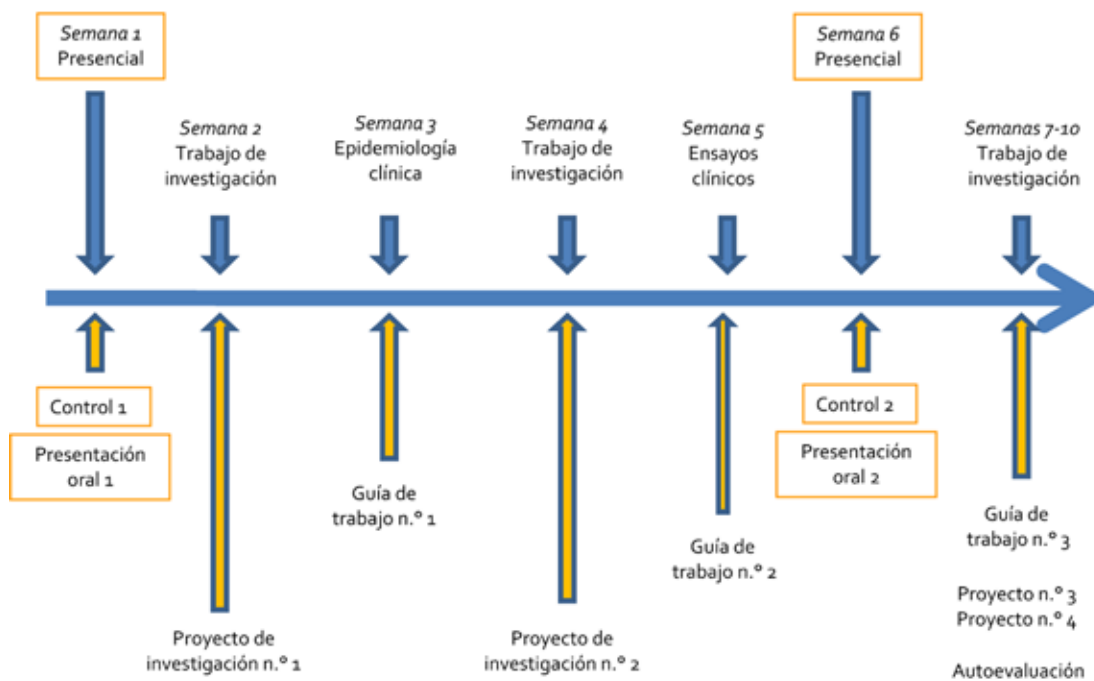 Semana 1
Presencial
Semana 2
Trabajo de
investigación
Semana 3
Epidemiología
clínica
Semana 4
Trabajo de
investigación
Semana 5
Ensayos
clínicos
Semana 6
Presencial
Semanas 7-10
Trabajo de
investigación
Control 1
Presentación
oral 1
Proyecto de
investigación n.º 1
Guía de
trabajo n.º 1
Proyecto de
investigación n.º 2
Guía de
trabajo n.º 2
Control 2
Presentación
oral 2
Guía de
trabajo n.º 3
Proyecto n.º 3
Proyecto n.º 4
Autoevaluación